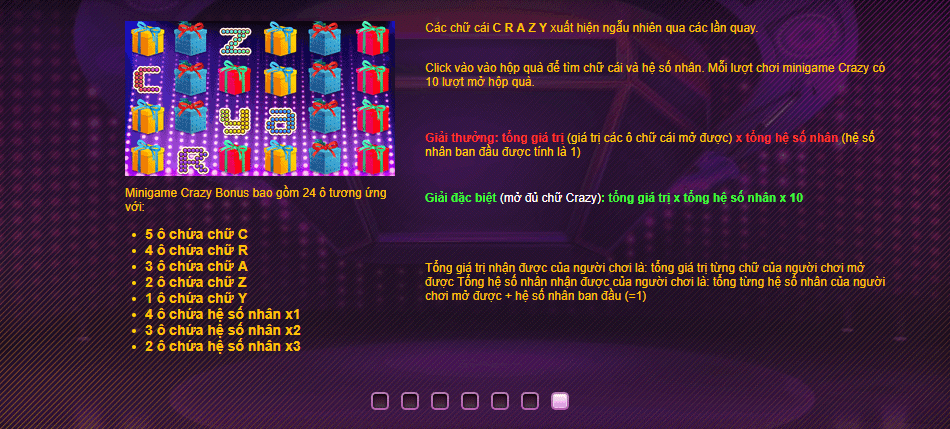 Z
C
Y a
R
Minigame Crazy Bonus bao gồm 24 ô tương ứng
với:
5 ô chứa chữ C
4 ô chứa chữ R
3 ô chứa chữ A
2 ô chứa chữ Z
1 ô chứa chữ Y
4 ô chứa hệ số nhân x1
3 ô chứa hệ số nhân x2
2 ô chứa hệ số nhân x3
Các chữ cái C R A Z Y xuất hiện ngẫu nhiên qua các lần quay.
Click vào vào hộp quà để tìm chữ cái và hệ số nhân. Mỗi lượt chơi minigame Crazy có
10 lượt mở hộp quà.
Giải thưởng: tổng giá trị (giá trị các ô chữ cái mở được) x tổng hệ số nhân (hệ số
nhân ban đầu được tính là 1)
Giải đặc biệt (mở đủ chữ Crazy): tổng giá trị x tổng hệ số nhân x 10
Tổng giá trị nhận được của người chơi là: tổng giá trị từng chữ của người chơi mở
được Tổng hệ số nhân nhận được của người chơi là: tổng từng hệ số nhân của người
chơi mở được + hệ số nhân ban đầu (=1)